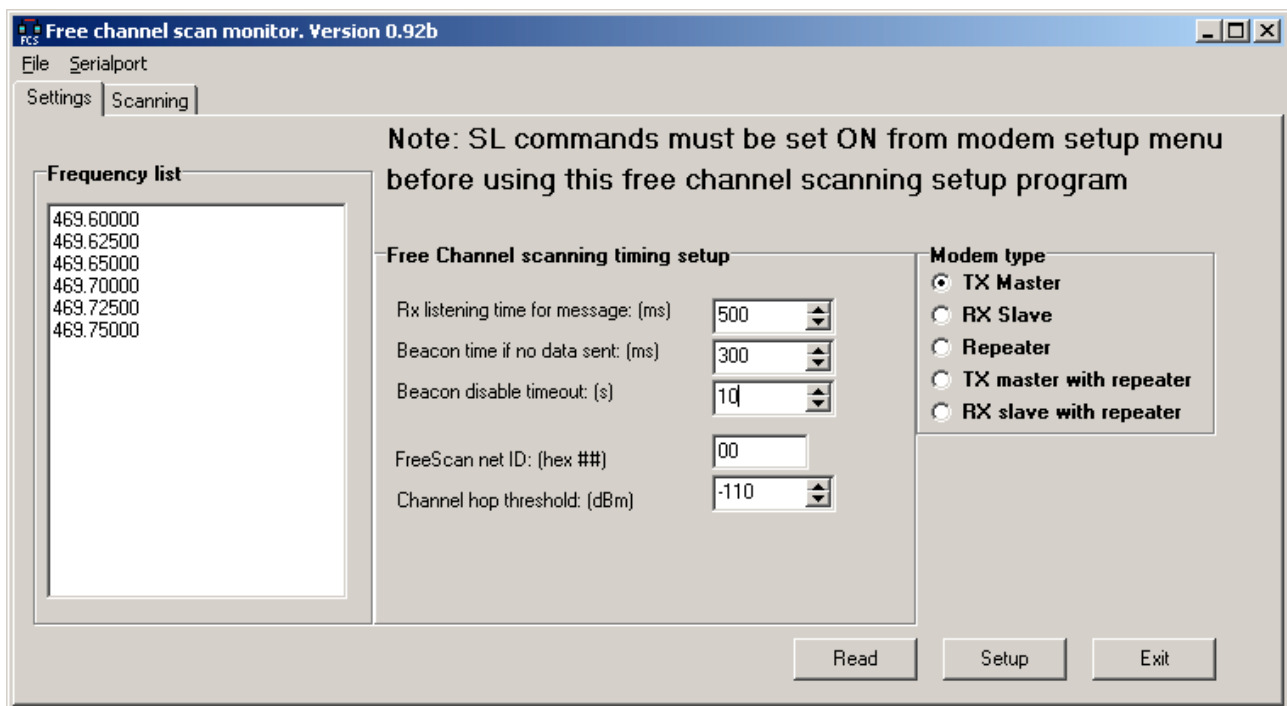 FCS
Free channel scan monitor. Version 0.92b
File Serialport
Settings Scanning
Note: SL commands must be set ON from modem setup menu
before using this free channel scanning setup program
Frequency list
469.60000
469.62500
469.65000
469.70000
469.72500
469.75000
Free Channel scanning timing setup
Rx listening time for message: (ms) 500
Beacon time if no data sent: (ms) 300
Beacon disable timeout: (s) 10
FreeScan net ID: (hex ##) 00
Channel hop threshold: (dBm) -110
Modem type
TX Master
RX Slave
Repeater
TX master with repeater
RX slave with repeater
Read Setup Exit